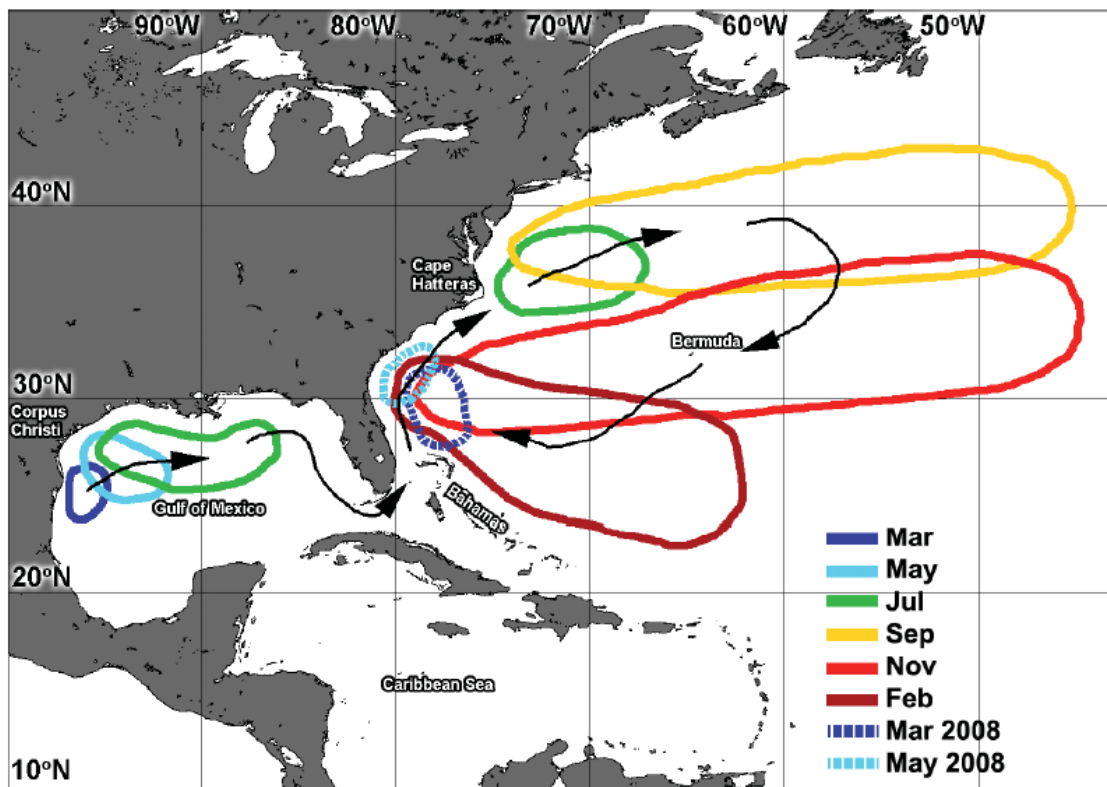 90°W 80°W 70°W 60°W 50°W
40°N
Cape
Hatteras
Bermuda
30°N
Corpus
Christi
Gulf of Mexico
Bahamas
20°N
Caribbean Sea
10°N
Mar
May
Jul
Sep
Nov
Feb
Mar 2008
May 2008